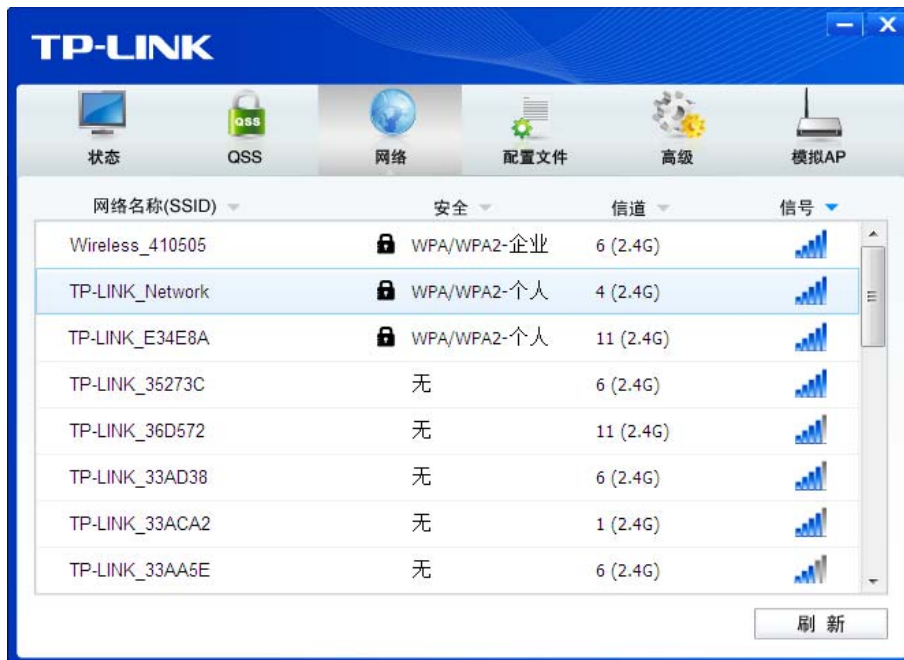 TP-LINK
QSS
状态 QSS 网络 配置文件 高级 模拟AP
网络名称(SSID) 安全 信道 信号
Wireless_410505 WPA/WPA2-企业 6 (2.4G)
TP-LINK_Network WPA/WPA2-个人 4 (2.4G)
TP-LINK_E34E8A WPA/WPA2-个人 11 (2.4G)
TP-LINK_35273C 无 6 (2.4G)
TP-LINK_36D572 无 11 (2.4G)
TP-LINK_33AD38 无 6 (2.4G)
TP-LINK_33ACA2 无 1 (2.4G)
TP-LINK_33AA5E 无 6 (2.4G)
刷 新